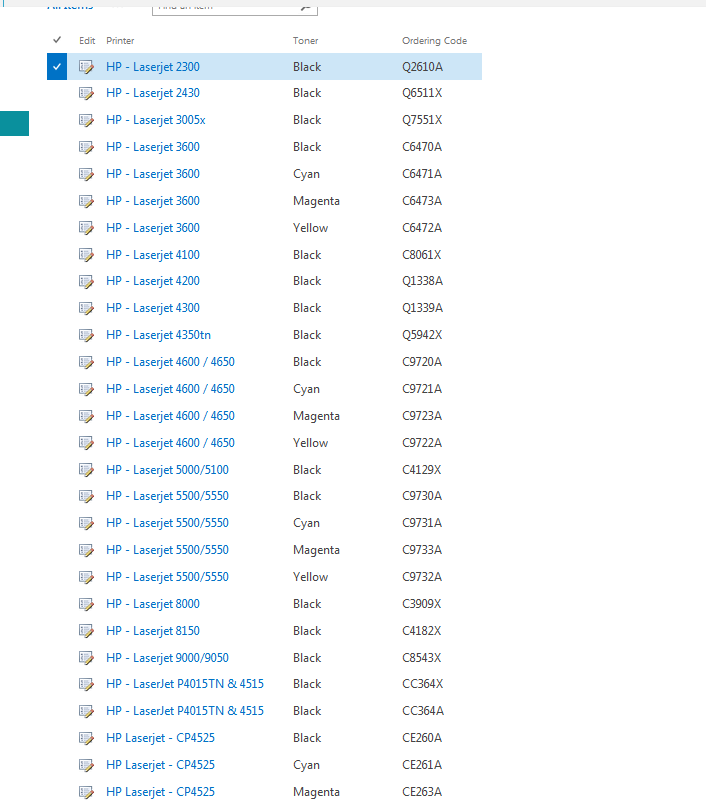 All Items Find an item
Edit Printer Toner Ordering Code
HP - Laserjet 2300 Black Q2610A
HP - Laserjet 2430 Black Q6511X
HP - Laserjet 3005x Black Q7551X
HP - Laserjet 3600 Black C6470A
HP - Laserjet 3600 Cyan C6471A
HP - Laserjet 3600 Magenta C6473A
HP - Laserjet 3600 Yellow C6472A
HP - Laserjet 4100 Black C8061X
HP - Laserjet 4200 Black Q1338A
HP - Laserjet 4300 Black Q1339A
HP - Laserjet 4350tn Black Q5942X
HP - Laserjet 4600 / 4650 Black C9720A
HP - Laserjet 4600 / 4650 Cyan C9721A
HP - Laserjet 4600 / 4650 Magenta C9723A
HP - Laserjet 4600 / 4650 Yellow C9722A
HP - Laserjet 5000/5100 Black C4129X
HP - Laserjet 5500/5550 Black C9730A
HP - Laserjet 5500/5550 Cyan C9731A
HP - Laserjet 5500/5550 Magenta C9733A
HP - Laserjet 5500/5550 Yellow C9732A
HP - Laserjet 8000 Black C3909X
HP - Laserjet 8150 Black C4182X
HP - Laserjet 9000/9050 Black C8543X
HP - LaserJet P4015TN & 4515 Black CC364X
HP - LaserJet P4015TN & 4515 Black CC364A
HP Laserjet - CP4525 Black CE260A
HP Laserjet - CP4525 Cyan CE261A
HP Laserjet - CP4525 Magenta CE263A